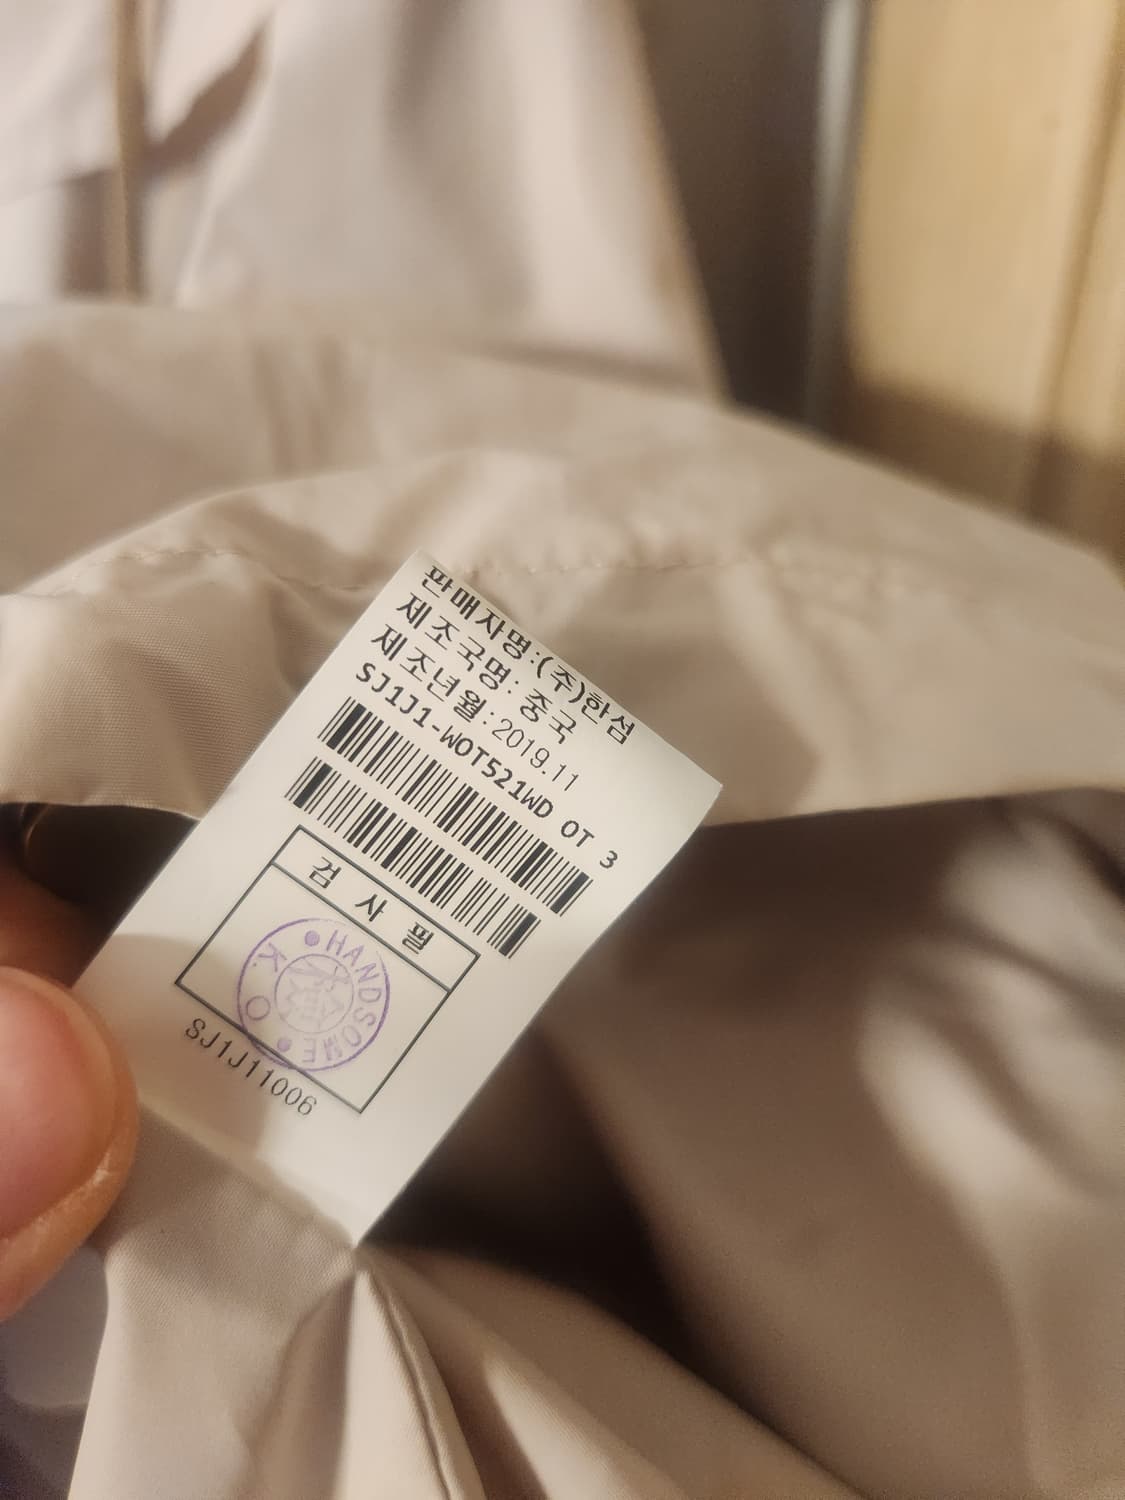 판매자명:(주)한섬
제조국명: 중국
제조년월:2019.11
SJ1J1-WOT521WD OT 3
검 사 필
HANDSOME
K.O
SJ1J11006